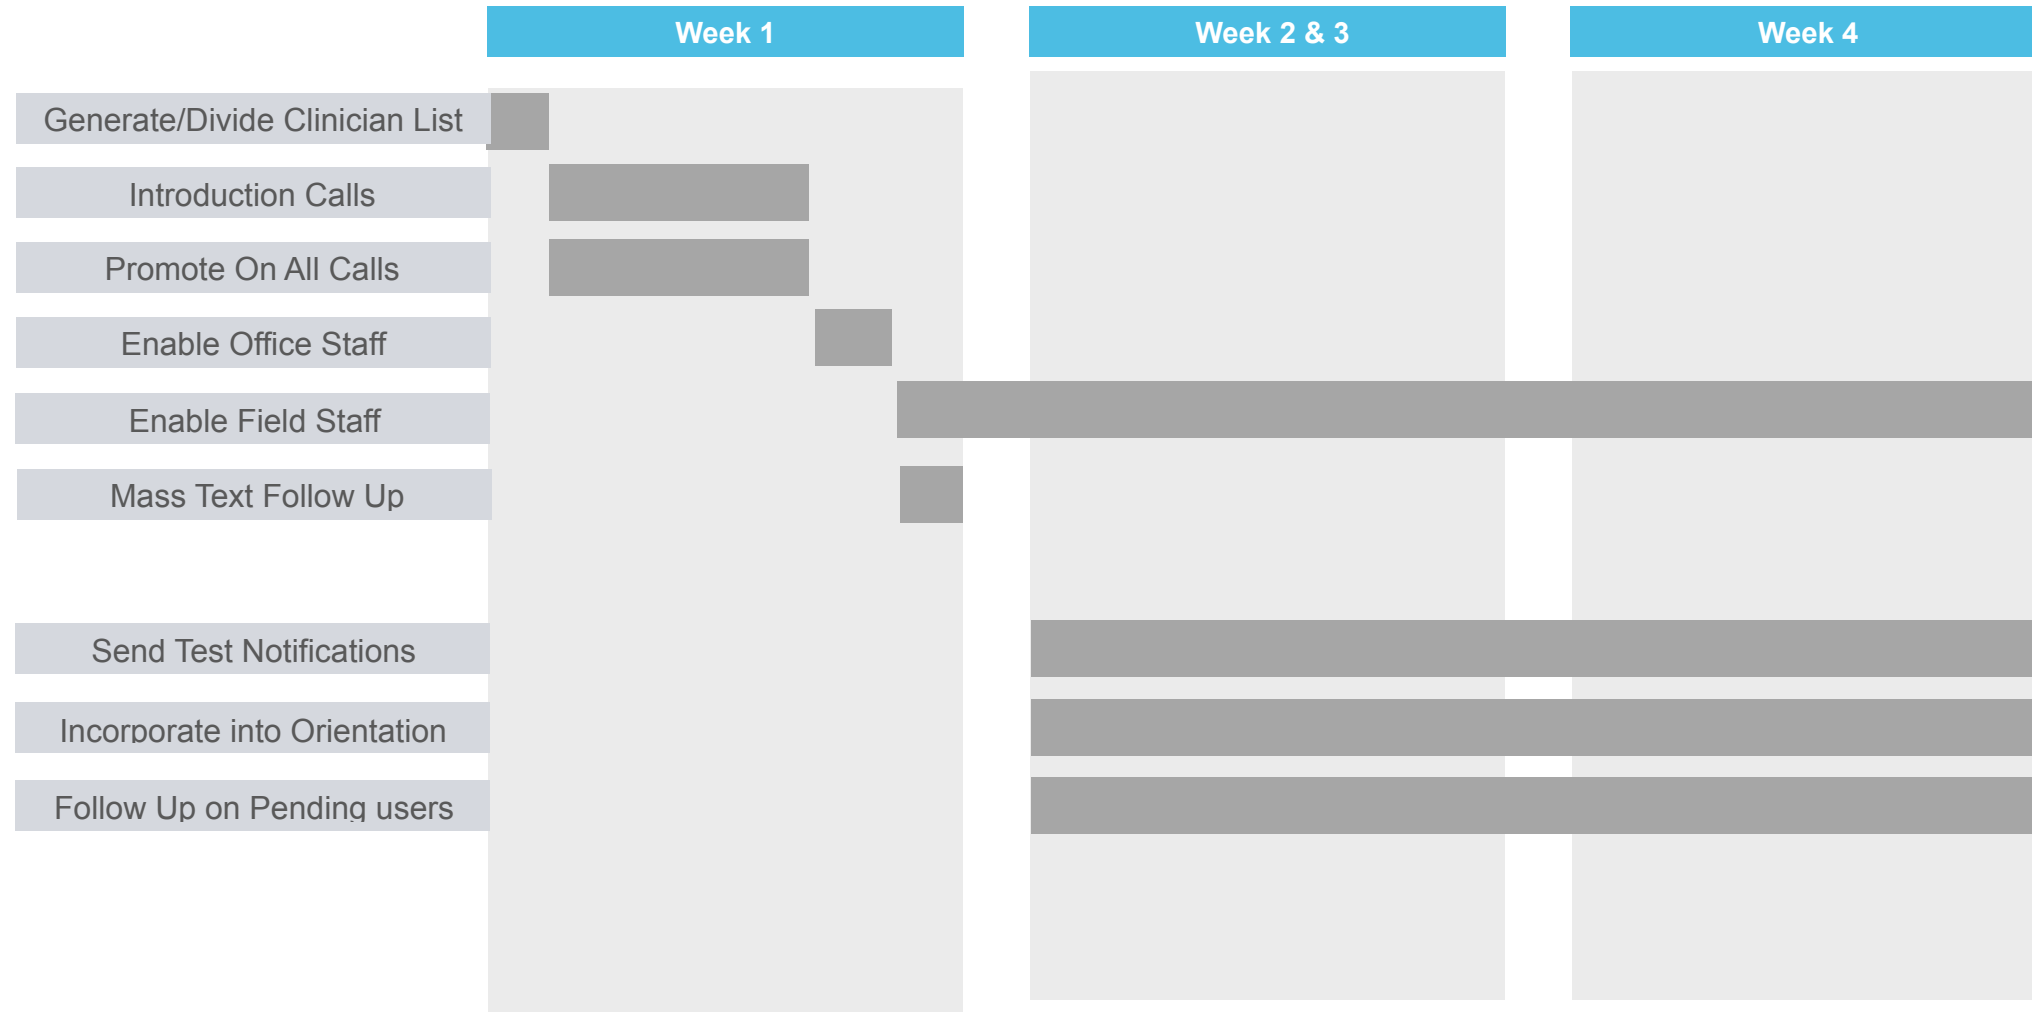 Week 1
Week 2 & 3
Week 4
Generate/Divide Clinician List
Introduction Calls
Promote On All Calls
Enable Office Staff
Enable Field Staff
Mass Text Follow Up
Send Test Notifications
Incorporate into Orientation
Follow Up on Pending users